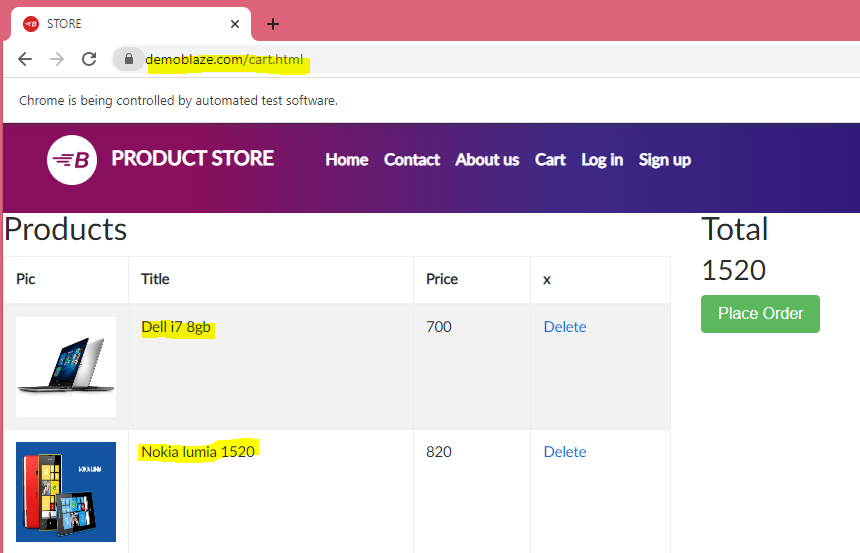 STORE
demoblaze.com/cart.html
Chrome is being controlled by automated test software.
B PRODUCT STORE Home Contact About us Cart Log in Sign up
Products
Total
1520
Place Order
Pic Title Price x
Dell i7 8gb 700 Delete
Nokia lumia 1520 820 Delete
NOKIA LUMIA